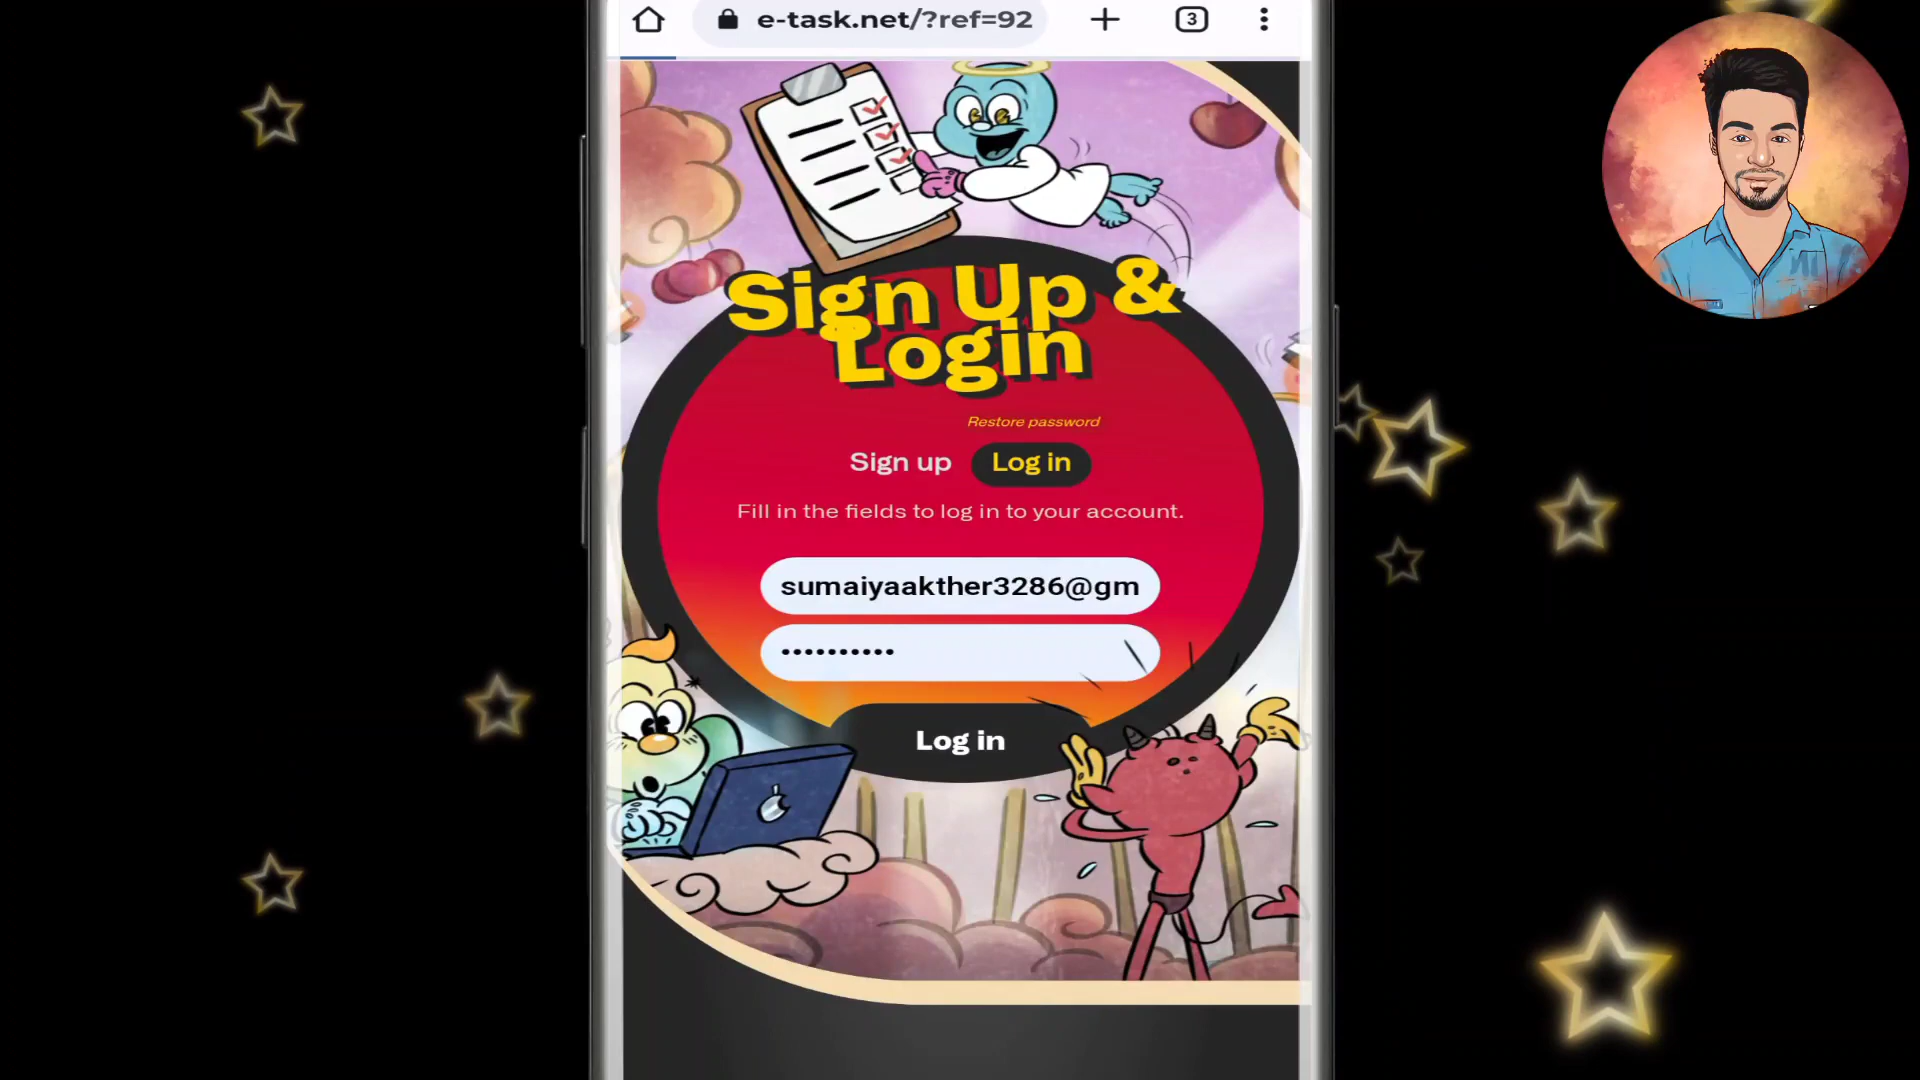 e-task.net/?ref=92
3
Sign Up &
Login
Restore password
Sign up Log in
Fill in the fields to log in to your account.
sumaiyaakther3286@gm
••••••••••
Log in